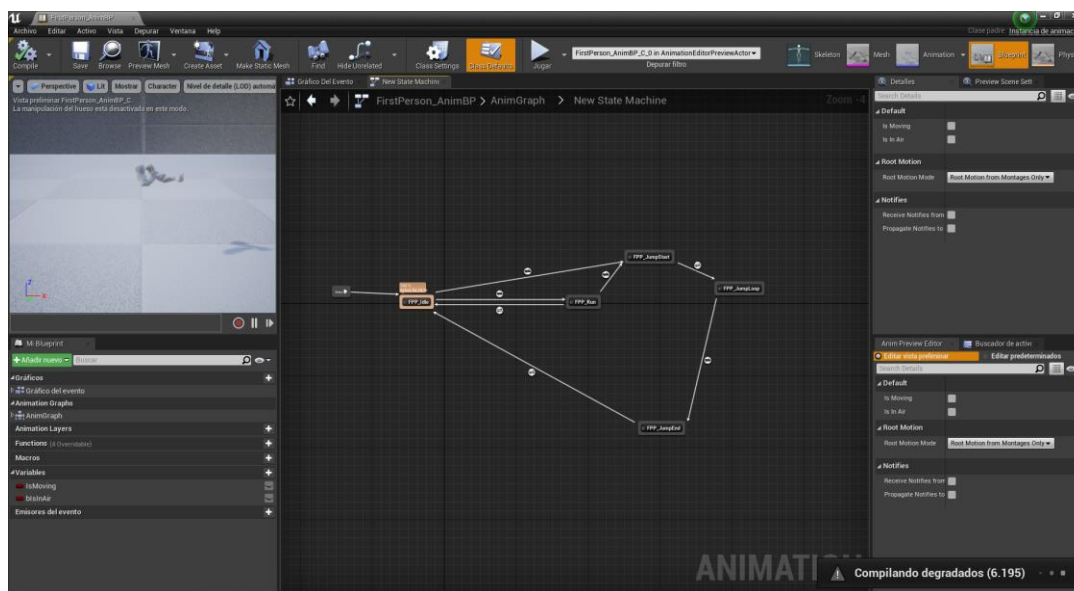 FirstPerson_AnimBP
Archivo Editar Activo Vista Depurar Ventana Help
Clase padre: Instancia de animac
Compile Save Browse Preview Mesh Create Asset Make Static Mesh Find Hide Unrelated Class Settings Class Defaults Jugar
FirstPerson_AnimBP_C_0 in AnimationEditorPreviewActor
Depurar filtro
Skeleton Mesh Animation Blueprint Phys
Perspective Lit Mostrar Character Nivel de detalle (LOD) automa
Vista preliminar FirstPerson_AnimBP_C.
La manipulación del hueso está desactivada en este modo.
Z
X
Gráfico Del Evento New State Machine
FirstPerson_AnimBP > AnimGraph > New State Machine
Zoom -4
FPP_Idle
FPP_Run
FPP_JumpStart
FPP_JumpLoop
FPP_JumpEnd
ANIMATI
Mi Blueprint
Añadir nuevo Buscar
Gráficos
Gráfico del evento
Animation Graphs
AnimGraph
Animation Layers
Functions (4 Overridable)
Macros
Variables
IsMoving
bIsInAir
Emisores del evento
Detalles Preview Scene Sett
Search Details
Default
Is Moving
Is In Air
Root Motion
Root Motion Mode Root Motion from Montages Only
Notifies
Receive Notifies from
Propagate Notifies to
Anim Preview Editor Buscador de activ
Editar vista preliminar Editar predeterminados
Search Details
Default
Is Moving
Is In Air
Root Motion
Root Motion Mode Root Motion from Montages Only
Notifies
Receive Notifies from
Propagate Notifies to
Compilando degradados (6.195)